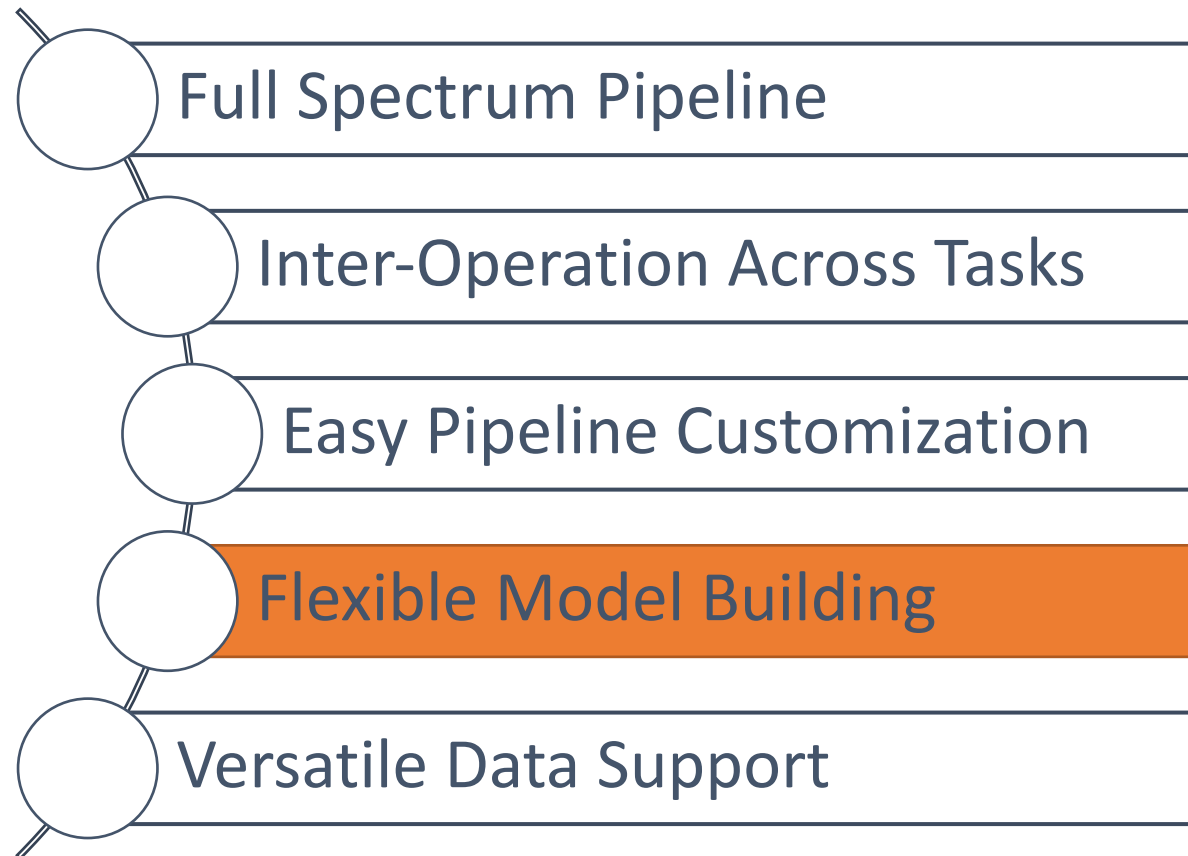 Full Spectrum Pipeline
Inter-Operation Across Tasks
Easy Pipeline Customization
Flexible Model Building
Versatile Data Support